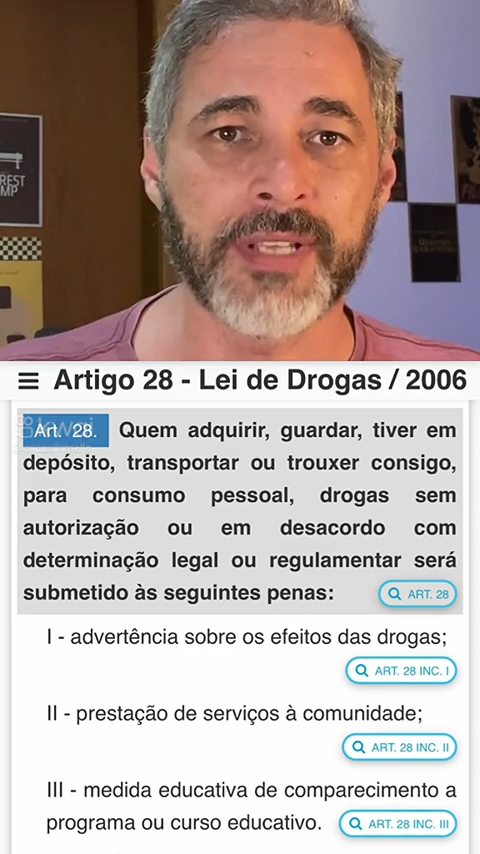 REST
MP
☰ Artigo 28 - Lei de Drogas / 2006
kwai
Art. 28. Quem adquirir, guardar, tiver em
depósito, transportar ou trouxer consigo,
para consumo pessoal, drogas sem
autorização ou em desacordo com
determinação legal ou regulamentar será
submetido às seguintes penas: ART. 28
I - advertência sobre os efeitos das drogas;
ART. 28 INC. I
II - prestação de serviços à comunidade;
ART. 28 INC. II
III - medida educativa de comparecimento a
programa ou curso educativo. ART. 28 INC. III